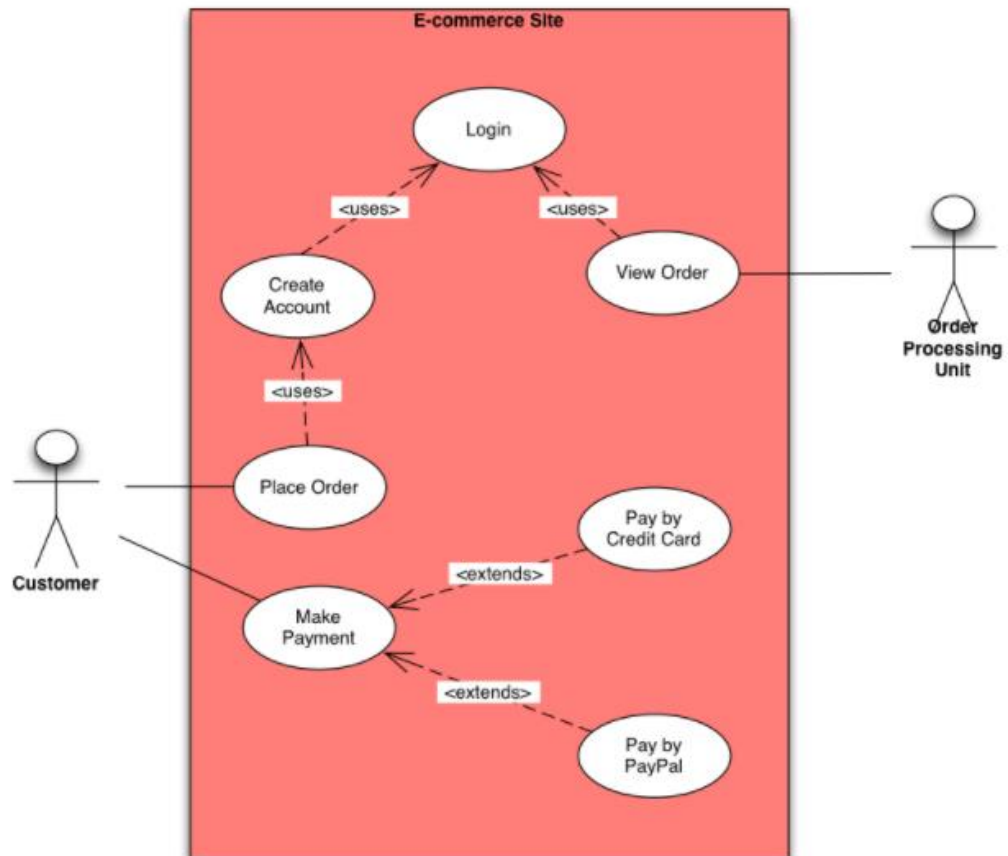 E-commerce Site
Login
<uses>
<uses>
Create
Account
View Order
Order
Processing
Unit
<uses>
Place Order
Customer
Pay by
Credit Card
<extends>
Make
Payment
<extends>
Pay by
PayPal